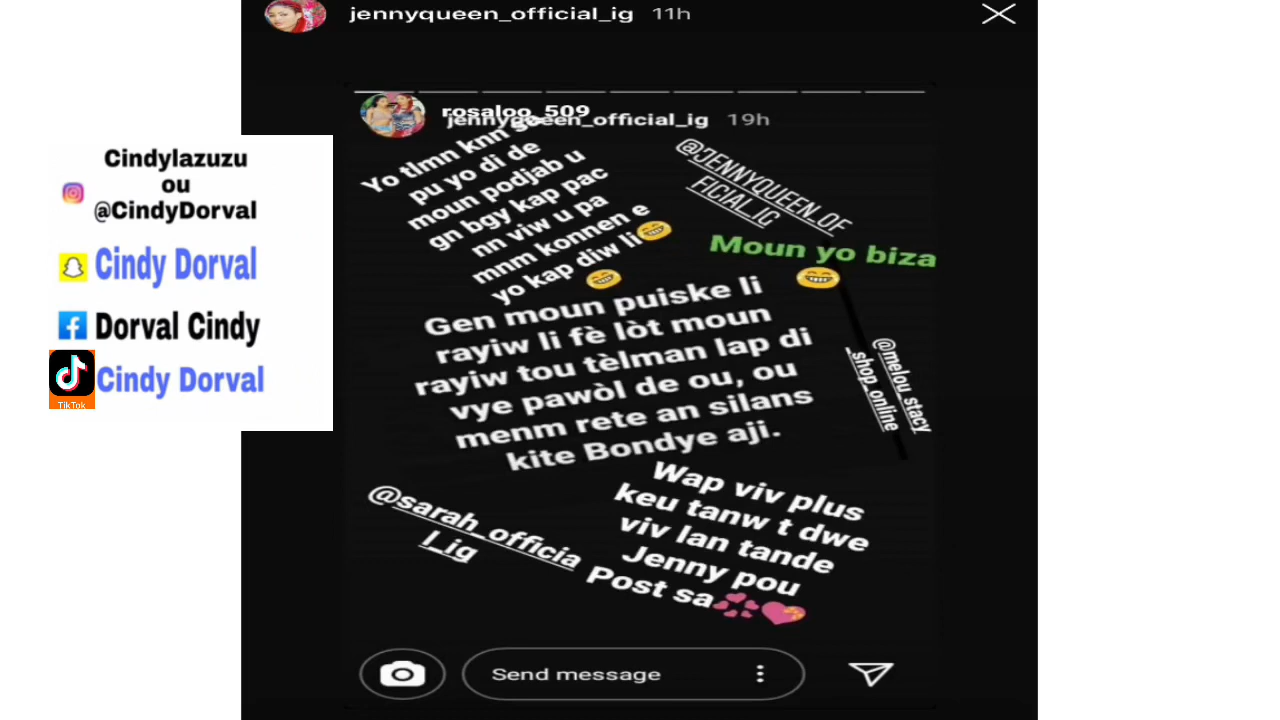 jennyqueen_official_ig 11h
rosaloo_509
jennyqueen_official_ig 19h
Yo tlmn knn
pu yo di de
moun podjab u
gn bgy kap pac
nn viw u pa
mnm konnen e
yo kap diw li😂
😂
@JENNYQUEEN_OF
FICIAL_IG
Moun yo biza
😂
Gen moun puiske li
rayiw li fè lòt moun
rayiw tou tèlman lap di
vye pawòl de ou, ou
menm rete an silans
kite Bondye aji.
@melou_stacy
_shop_online
@sarah_officia
l_ig
Wap viv plus
keu tanw t dwe
viv lan tande
Jenny pou
Post sa💞💝
Send message
Cindylazuzu
ou
@CindyDorval
Cindy Dorval
Dorval Cindy
Cindy Dorval
TikTok